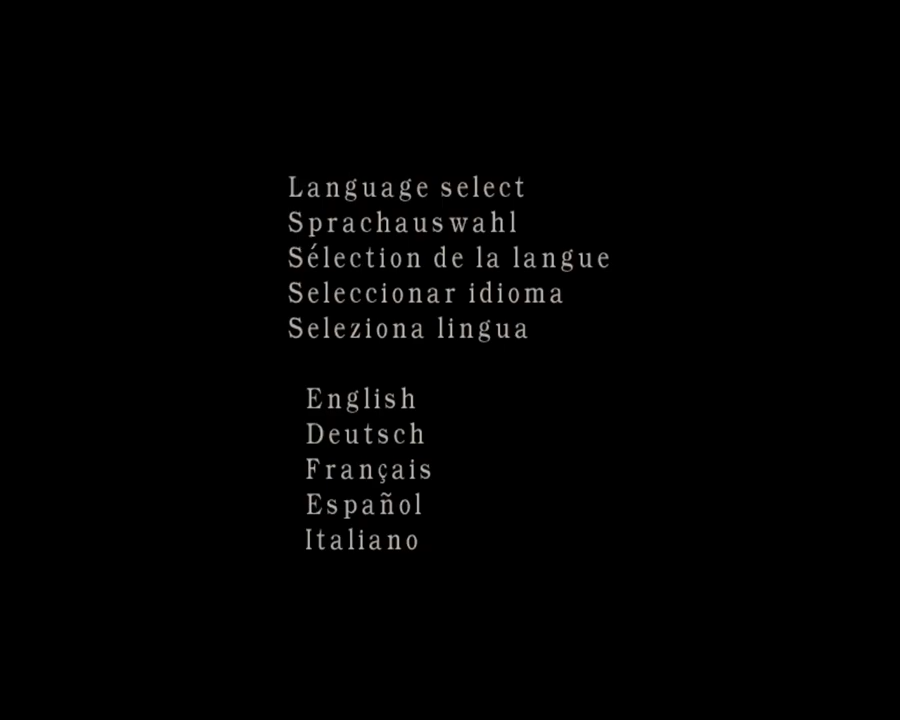 Language select
Sprachauswahl
Sélection de la langue
Seleccionar idioma
Seleziona lingua
English
Deutsch
Français
Español
Italiano